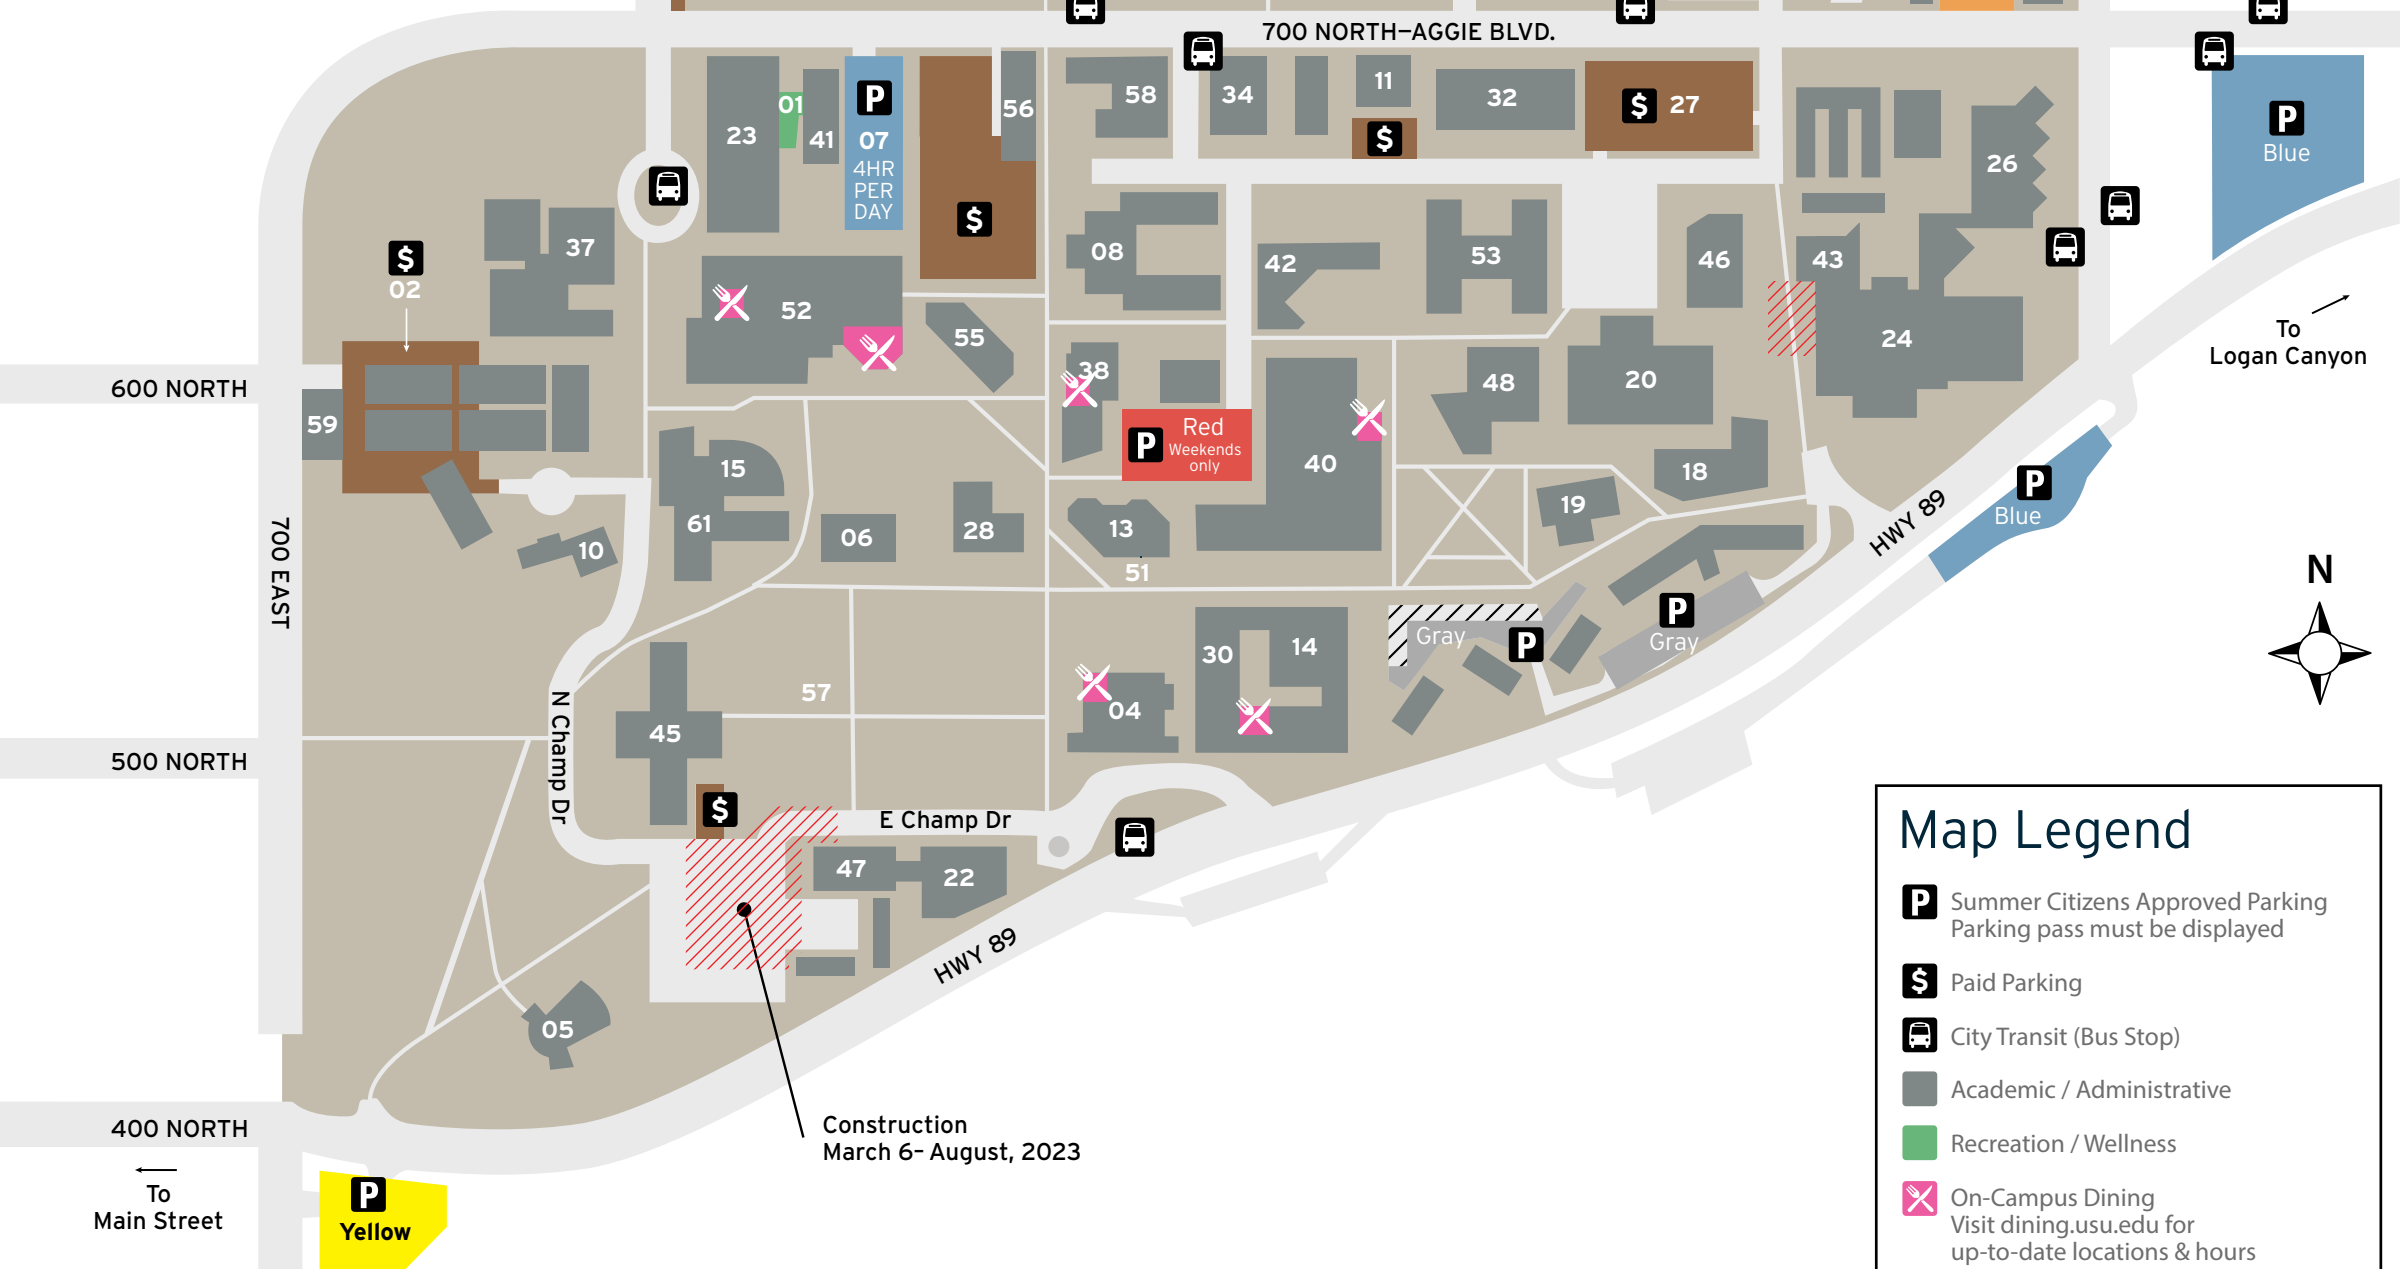 700 NORTH–AGGIE BLVD.
01
23
41
P
07
4HR
PER
DAY
56
$
58
34
11
$
32
$ 27
26
P
Blue
37
$
02
52
55
08
42
53
46
43
24
To
Logan Canyon
600 NORTH
59
38
P
Red
Weekends
only
40
48
20
18
15
61
06
28
13
51
19
HWY 89
P
Blue
N
700 EAST
10
57
45
N Champ Dr
04
30
14
Gray
P
P
Gray
500 NORTH
$
E Champ Dr
47
22
HWY 89
05
400 NORTH
To
Main Street
P
Yellow
Construction
March 6– August, 2023
Map Legend
P Summer Citizens Approved Parking
Parking pass must be displayed
$ Paid Parking
City Transit (Bus Stop)
Academic / Administrative
Recreation / Wellness
On-Campus Dining
Visit dining.usu.edu for
up-to-date locations & hours